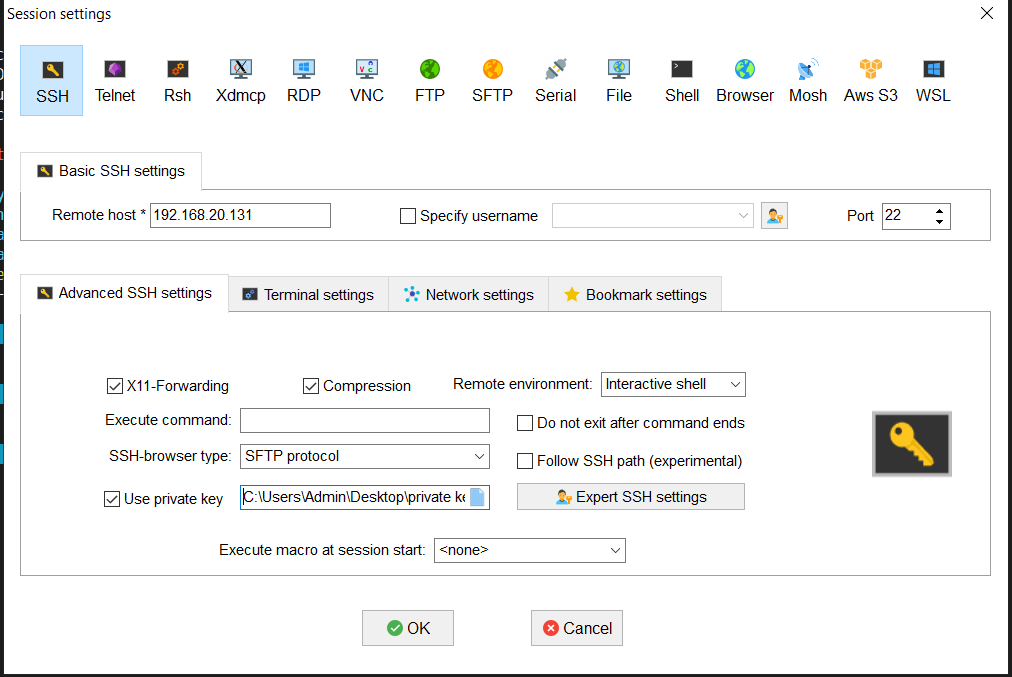 Session settings
SSH Telnet Rsh Xdmcp RDP VNC FTP SFTP Serial File Shell Browser Mosh Aws S3 WSL
Basic SSH settings
Remote host * 192.168.20.131 Specify username Port 22
Advanced SSH settings Terminal settings Network settings Bookmark settings
X11-Forwarding Compression Remote environment: Interactive shell
Execute command: Do not exit after command ends
SSH-browser type: SFTP protocol Follow SSH path (experimental)
Use private key C:\Users\Admin\Desktop\private ke Expert SSH settings
Execute macro at session start: <none>
OK Cancel